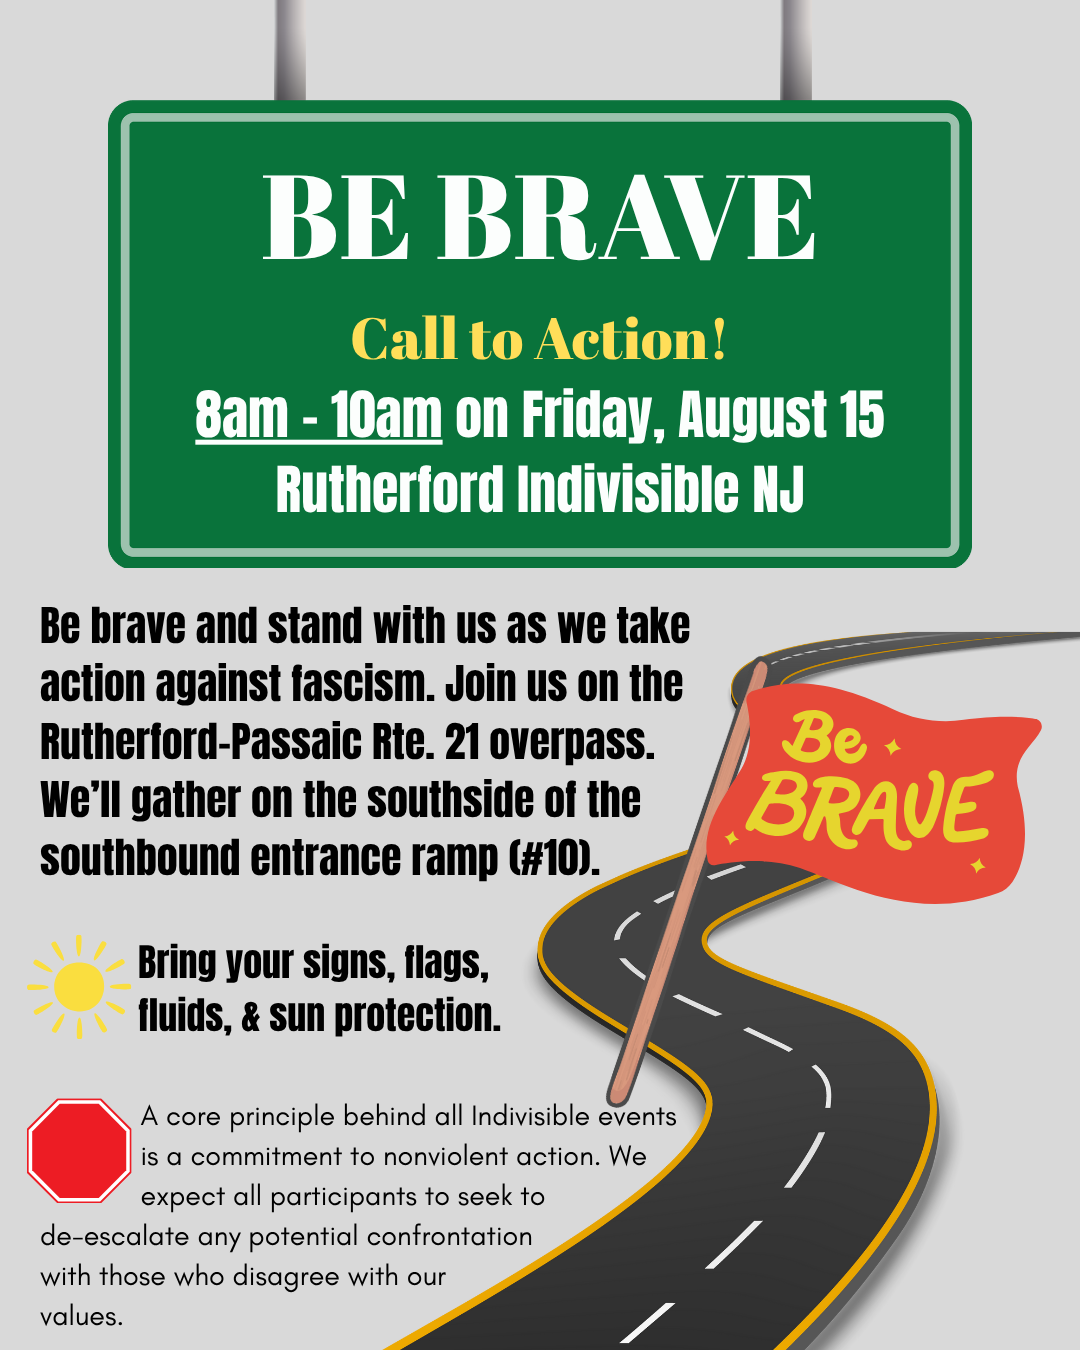 BE BRAVE
Call to Action!
8am - 10am on Friday, August 15
Rutherford Indivisible NJ
Be brave and stand with us as we take
action against fascism. Join us on the
Rutherford-Passaic Rte. 21 overpass.
We’ll gather on the southside of the
southbound entrance ramp (#10).
Be
BRAVE
Bring your signs, flags,
fluids, & sun protection.
A core principle behind all Indivisible events
is a commitment to nonviolent action. We
expect all participants to seek to
de-escalate any potential confrontation
with those who disagree with our
values.